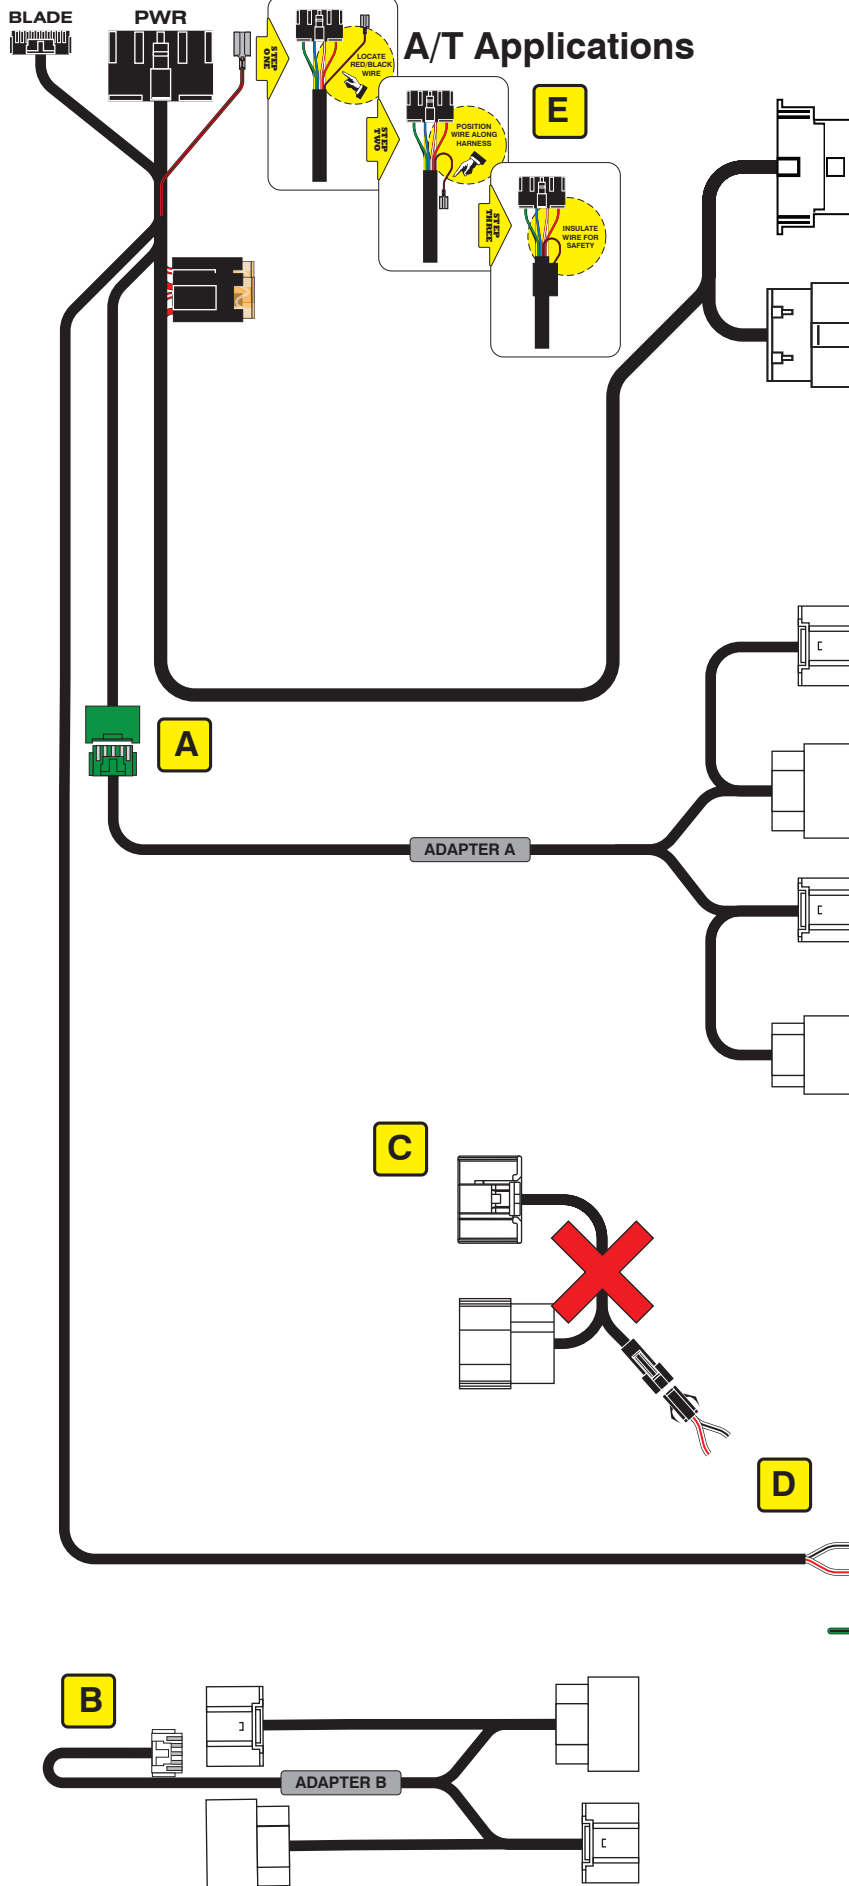 BLADE
PWR
A/T Applications
STEP ONE
LOCATE
RED/BLACK
WIRE
E
STEP TWO
POSITION
WIRE ALONG
HARNESS
STEP THREE
INSULATE
WIRE FOR
SAFETY
A
ADAPTER A
C
D
B
ADAPTER B